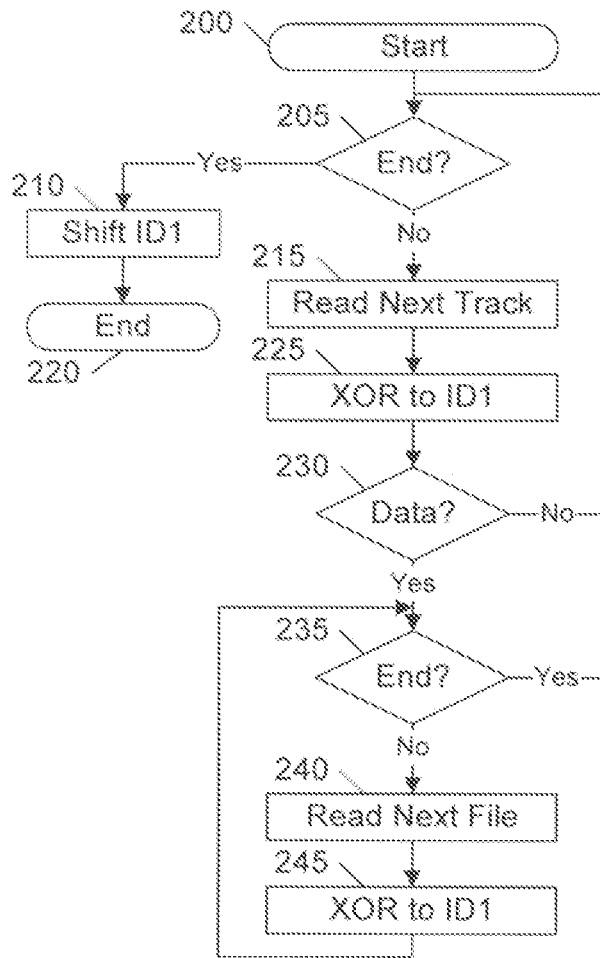 200
Start
205
End?
Yes
210
Shift ID1
No
215
End
Read Next Track
220
225
XOR to ID1
230
Data?
No
Yes
235
End?
Yes
No
240
Read Next File
245
XOR to ID1